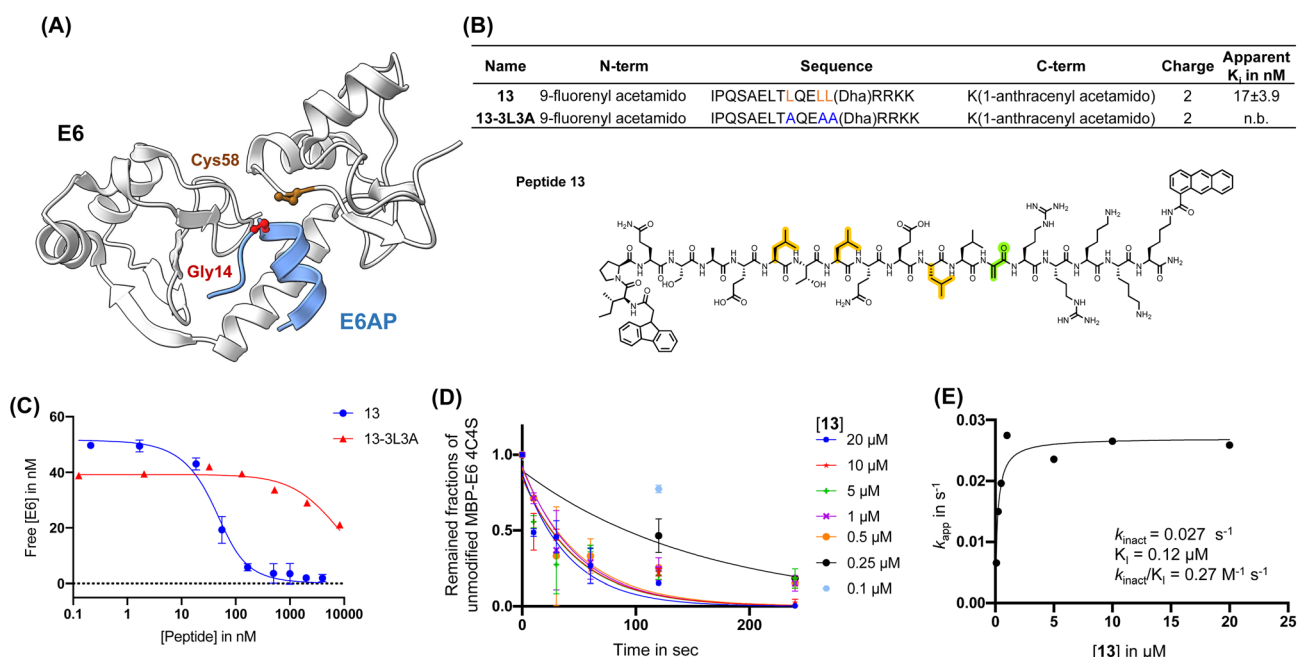 (A)
E6
Cys58
Gly14
E6AP
(B)
Name N-term Sequence C-term Charge Apparent Ki in nM
13 9-fluorenyl acetamido IPQSAELTLQELL(Dha)RRKK K(1-anthracenyl acetamido) 2 17±3.9
13-3L3A 9-fluorenyl acetamido IPQSAELTAQEAA(Dha)RRKK K(1-anthracenyl acetamido) 2 n.b.
Peptide 13
(C)
Free [E6] in nM
60
40
20
0
0.1 1 10 100 1000 10000
[Peptide] in nM
13
13-3L3A
(D)
Remained fractions of
unmodified MBP-E6 4C4S
1.0
0.5
0.0
0 100 200
Time in sec
[13]
20 µM
10 µM
5 µM
1 µM
0.5 µM
0.25 µM
0.1 µM
(E)
kapp in s-1
0.03
0.02
0.01
0.00
0 5 10 15 20 25
[13] in µM
kinact = 0.027 s-1
KI = 0.12 µM
kinact/KI = 0.27 M-1 s-1